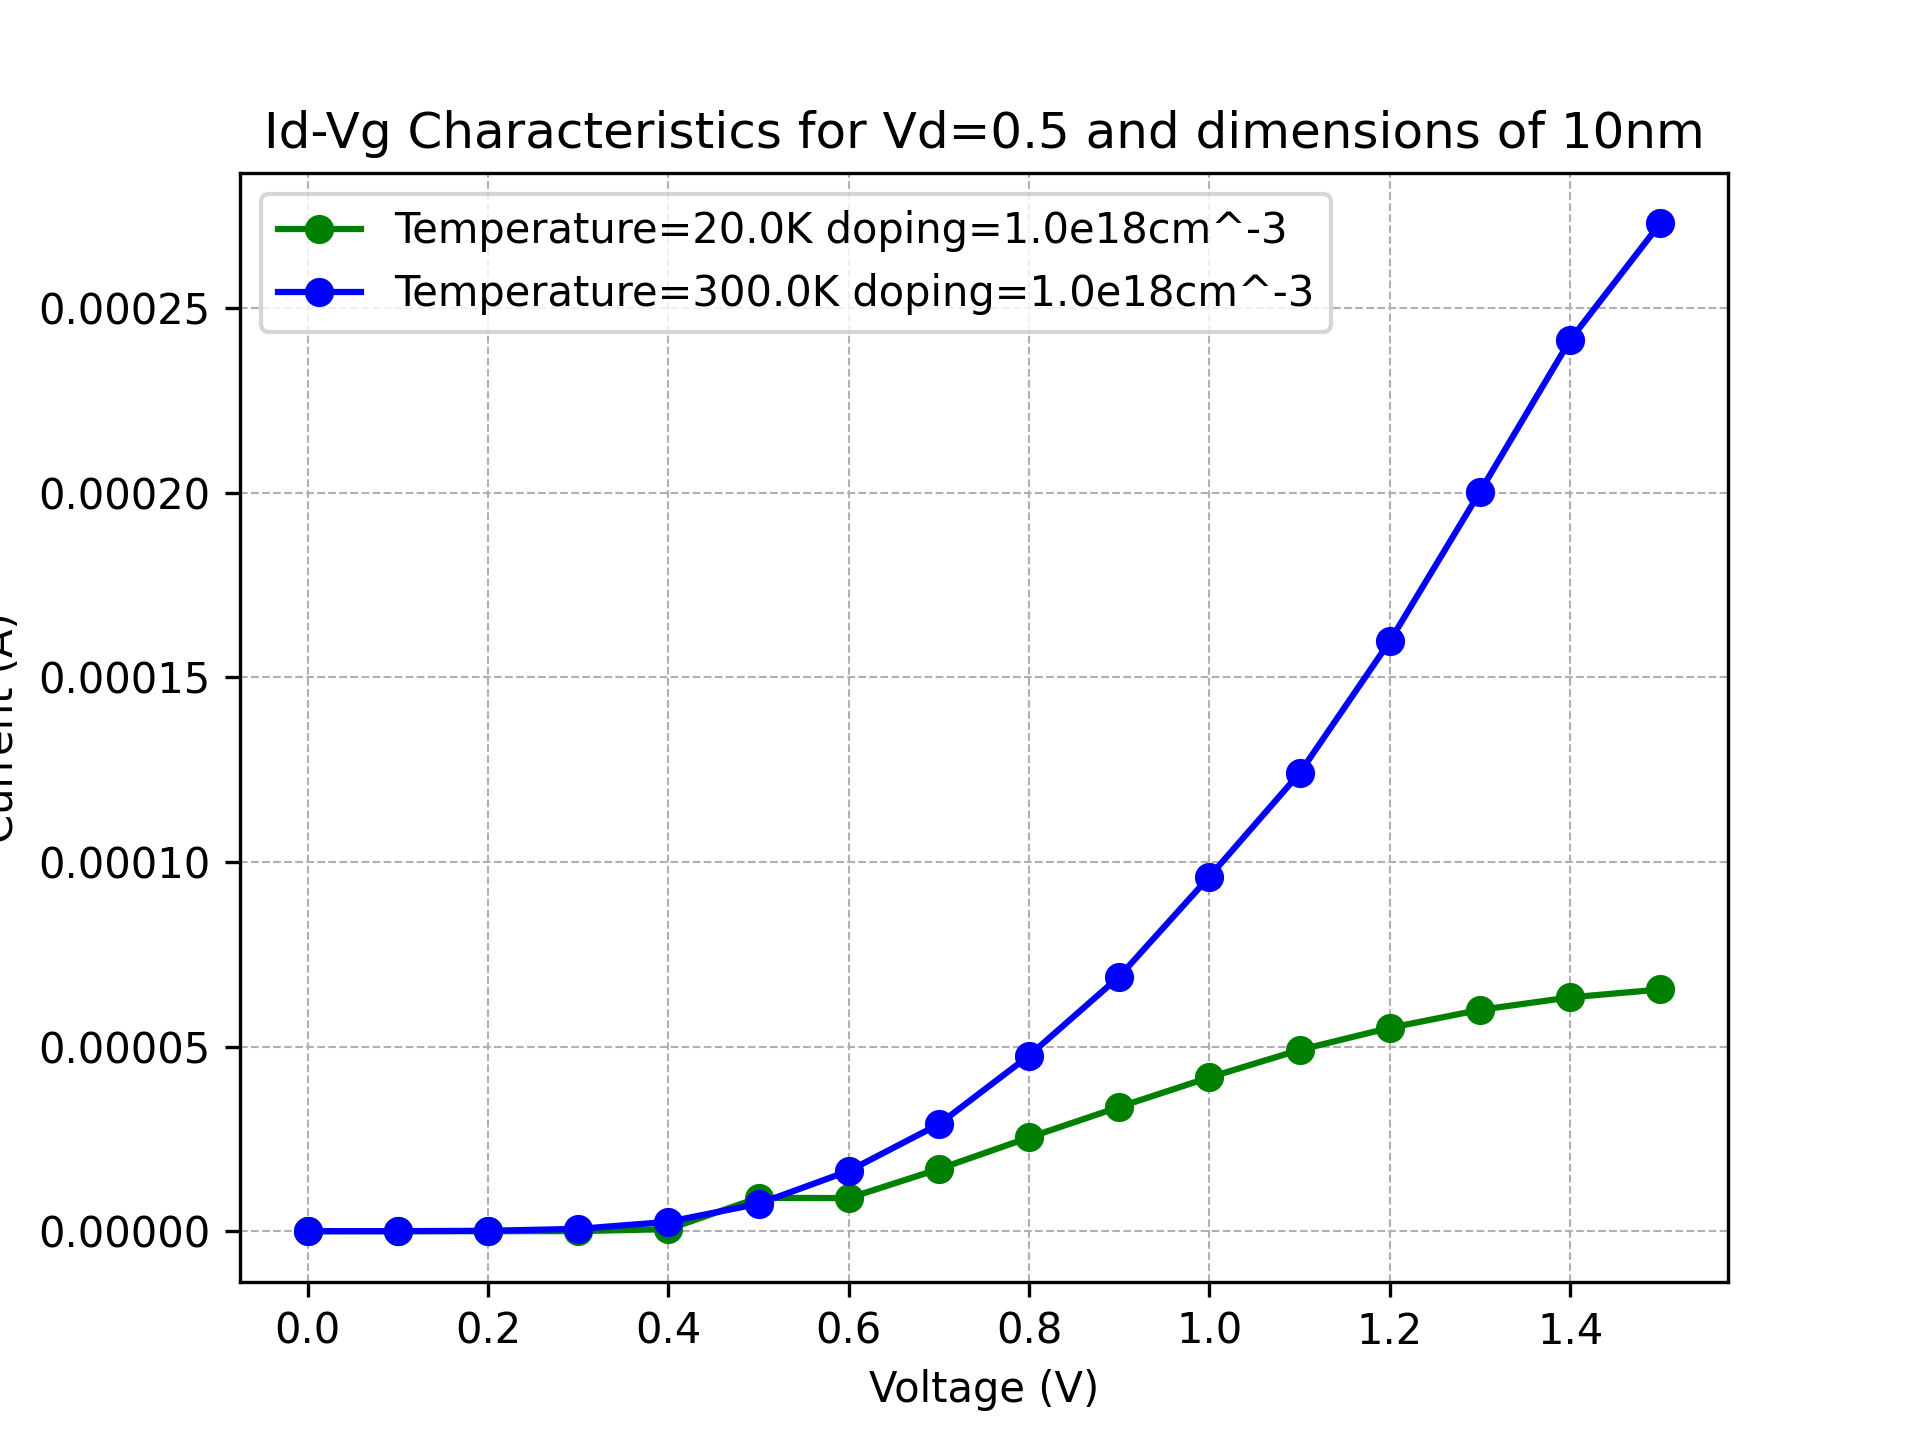 Id-Vg Characteristics for Vd=0.5 and dimensions of 10nm
Temperature=20.0K doping=1.0e18cm^-3
Temperature=300.0K doping=1.0e18cm^-3
0.00025
0.00020
0.00015
0.00010
0.00005
0.00000
Current (A)
0.0 0.2 0.4 0.6 0.8 1.0 1.2 1.4
Voltage (V)